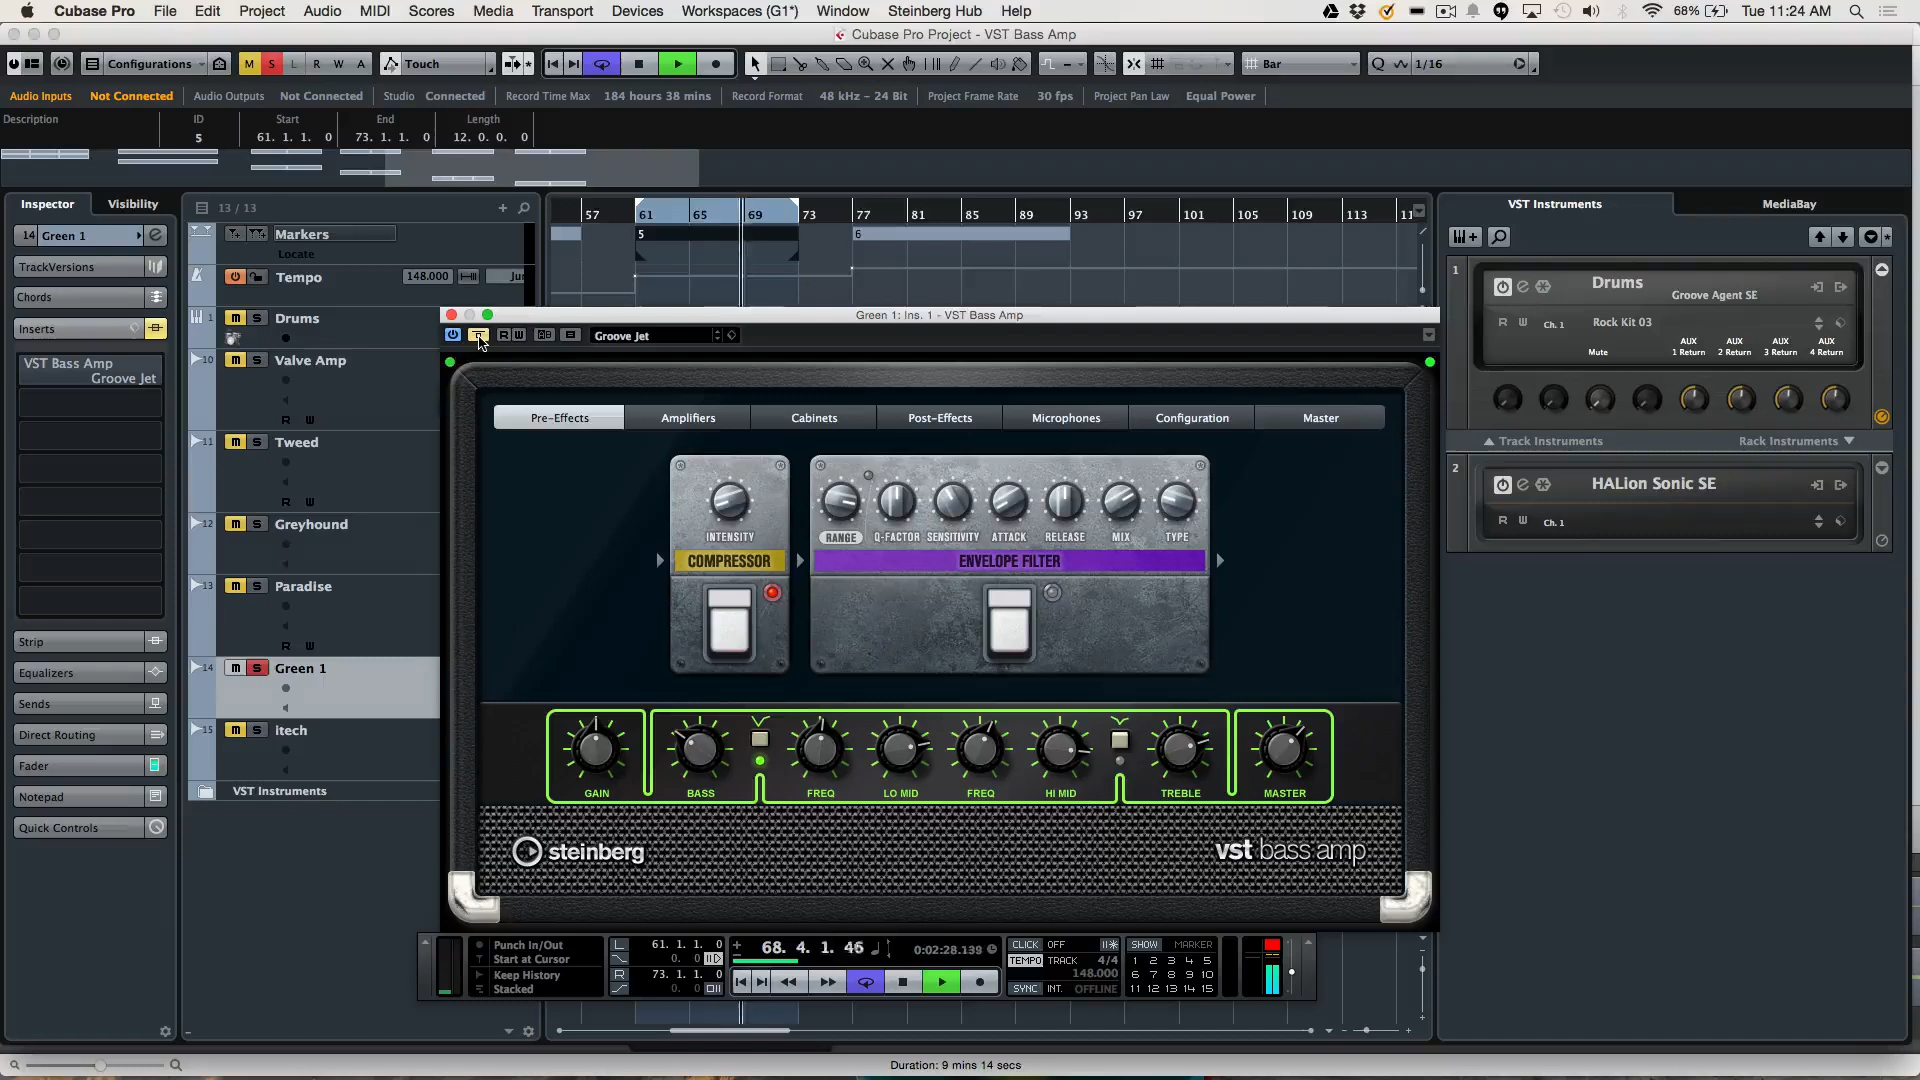 Cubase Pro File Edit Project Audio MIDI Scores Media Transport Devices Workspaces (G1*) Window Steinberg Hub Help 68% Tue 11:24 AM
Cubase Pro Project - VST Bass Amp
Configurations M S L R W A Touch Bar Q 1/16
Audio Inputs Not Connected Audio Outputs Not Connected Studio Connected Record Time Max 184 hours 38 mins Record Format 48 kHz - 24 Bit Project Frame Rate 30 fps Project Pan Law Equal Power
Description ID Start End Length
5 61. 1. 1. 0 73. 1. 1. 0 12. 0. 0. 0
Inspector Visibility
14 Green 1
TrackVersions
Chords
Inserts
VST Bass Amp
Groove Jet
Strip
Equalizers
Sends
Direct Routing
Fader
Notepad
Quick Controls
13 / 13
Markers
Locate
Tempo 148.000
1 m S Drums
10 m S Valve Amp
R W
11 m S Tweed
R W
12 m S Greyhound
13 m S Paradise
R W
14 m S Green 1
15 m S itech
VST Instruments
57 61 65 69 73 77 81 85 89 93 97 101 105 109 113
5 6
Green 1: Ins. 1 - VST Bass Amp
R W Groove Jet
Pre-Effects Amplifiers Cabinets Post-Effects Microphones Configuration Master
INTENSITY
COMPRESSOR
RANGE Q-FACTOR SENSITIVITY ATTACK RELEASE MIX TYPE
ENVELOPE FILTER
GAIN BASS FREQ LO MID FREQ HI MID TREBLE MASTER
steinberg vst bass amp
Punch In/Out
Start at Cursor
Keep History
Stacked
L 61. 1. 1. 0
0. 0
R 73. 1. 1. 0
0. 0
68. 4. 1. 46 0:02:28.139
CLICK OFF
TEMPO TRACK 4/4
148.000
SYNC INT. OFFLINE
SHOW MARKER
1 2 3 4 5
6 7 8 9 10
11 12 13 14 15
VST Instruments MediaBay
1 Drums
Groove Agent SE
R W Ch. 1 Rock Kit 03
Mute AUX 1 Return AUX 2 Return AUX 3 Return AUX 4 Return
Track Instruments Rack Instruments
2 HALion Sonic SE
R W Ch. 1
Duration: 9 mins 14 secs